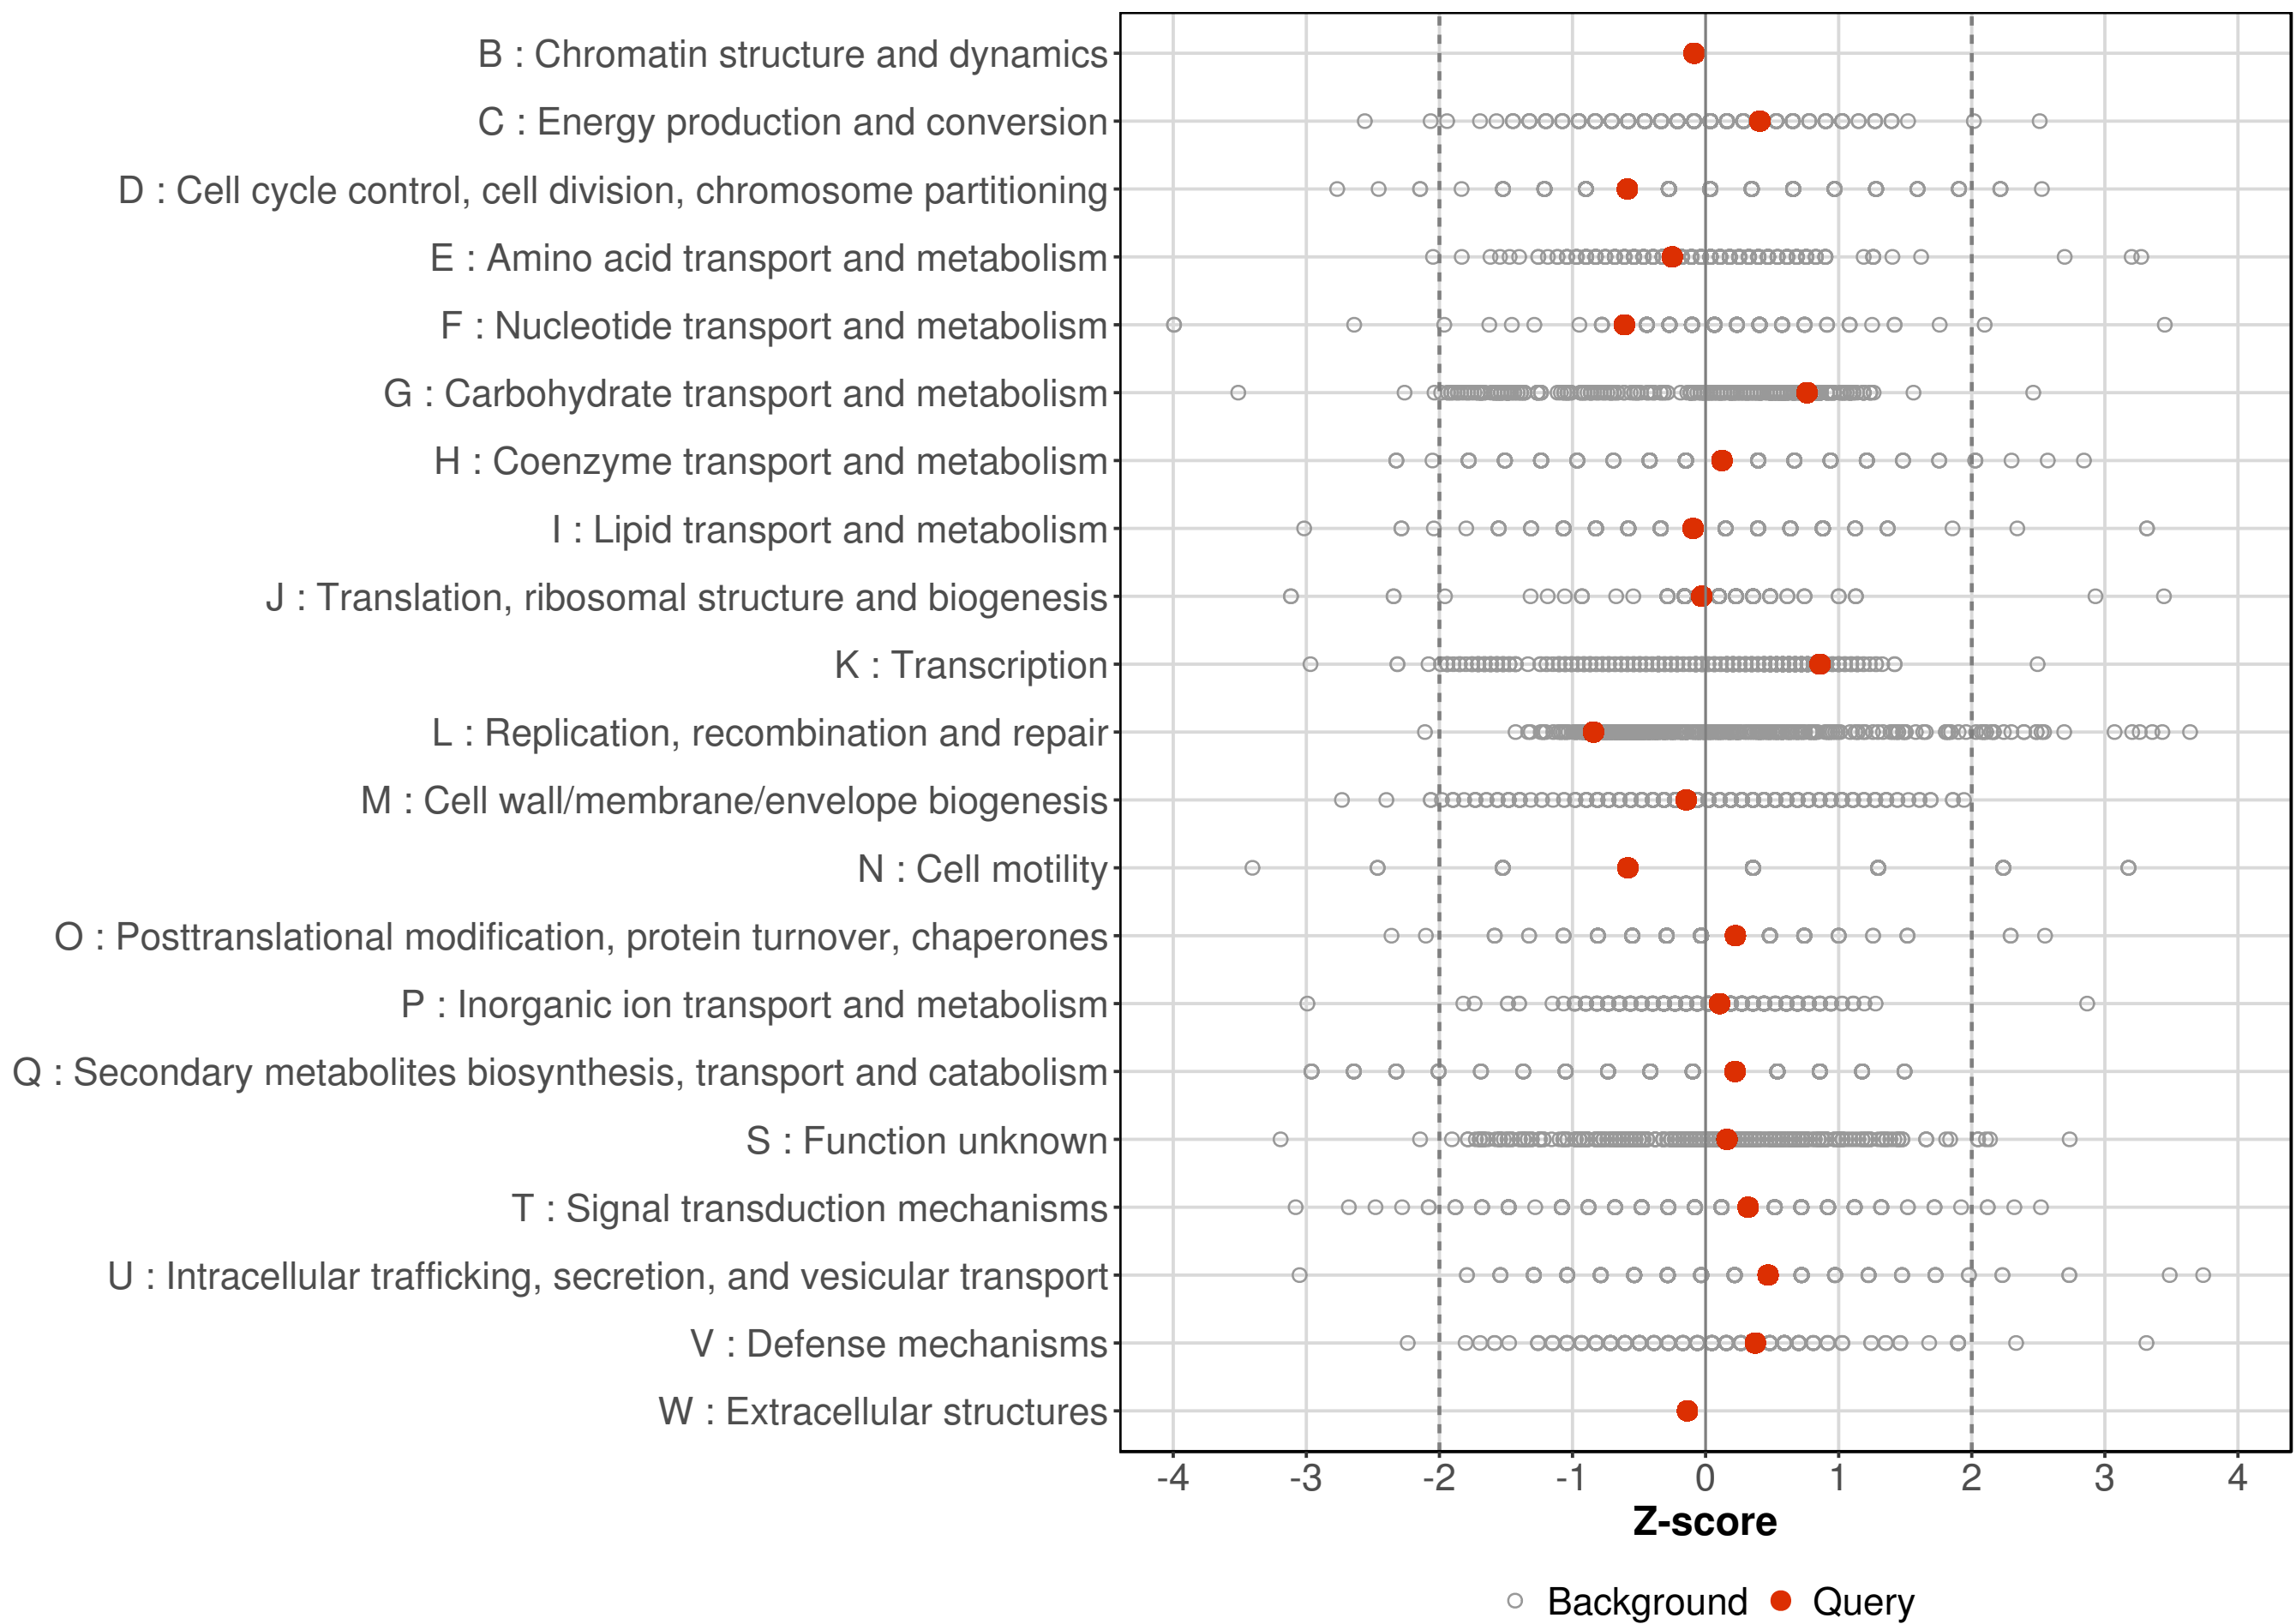 B : Chromatin structure and dynamics
C : Energy production and conversion
D : Cell cycle control, cell division, chromosome partitioning
E : Amino acid transport and metabolism
F : Nucleotide transport and metabolism
G : Carbohydrate transport and metabolism
H : Coenzyme transport and metabolism
I : Lipid transport and metabolism
J : Translation, ribosomal structure and biogenesis
K : Transcription
L : Replication, recombination and repair
M : Cell wall/membrane/envelope biogenesis
N : Cell motility
O : Posttranslational modification, protein turnover, chaperones
P : Inorganic ion transport and metabolism
Q : Secondary metabolites biosynthesis, transport and catabolism
S : Function unknown
T : Signal transduction mechanisms
U : Intracellular trafficking, secretion, and vesicular transport
V : Defense mechanisms
W : Extracellular structures
-4 -3 -2 -1 0 1 2 3 4
Z-score
Background Query